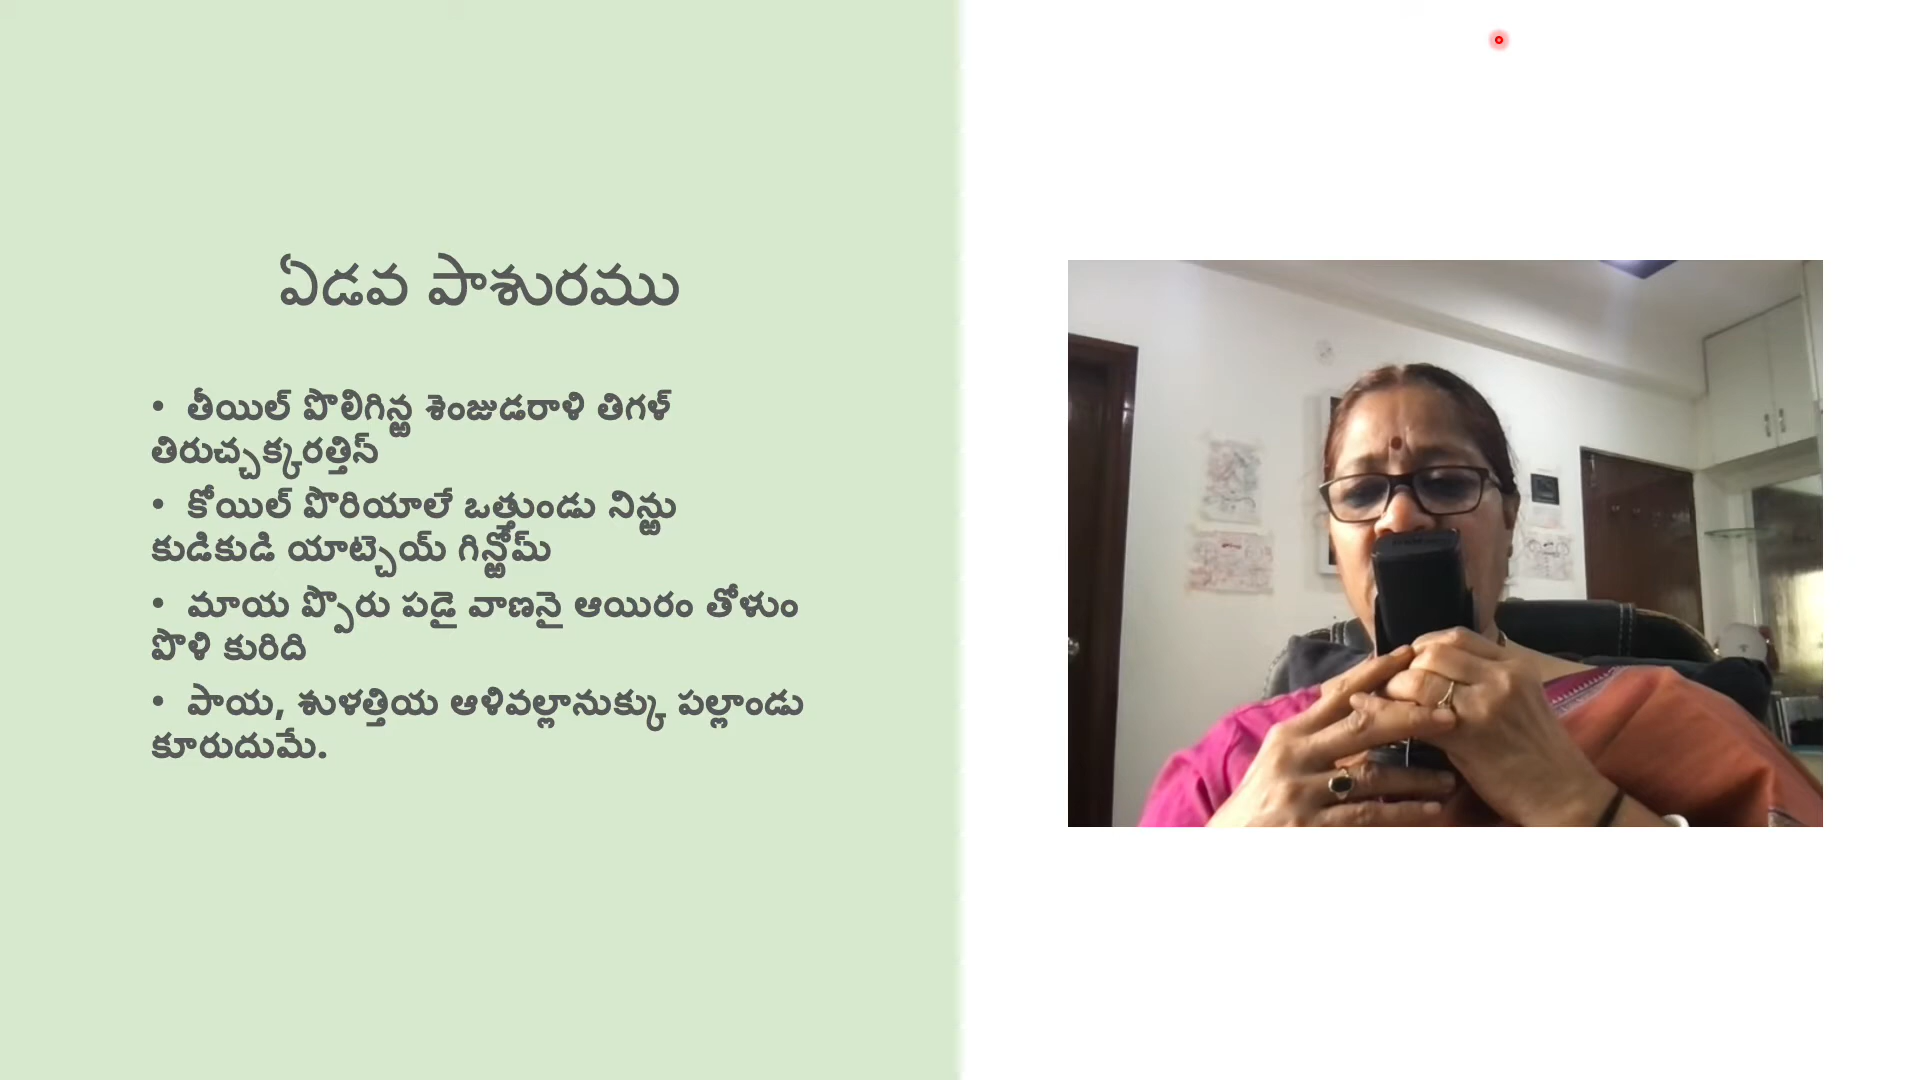 ఏడవ పాశురము
• తీయిల్ పొలిగిన్ఱ శెంజుడరాళి తిగళ్
తిరుచ్చక్కరత్తిన్
• కోయిల్ పొరియాలే ఒత్తుండు నిన్ఱు
కుడికుడి యాట్చెయ్ గిన్ఱోమ్
• మాయ ప్పొరు పడై వాణనై ఆయిరం తోళుం
పొళి కురిది
• పాయ, శుళత్తియ ఆళివల్లానుక్కు పల్లాండు
కూరుదుమే.